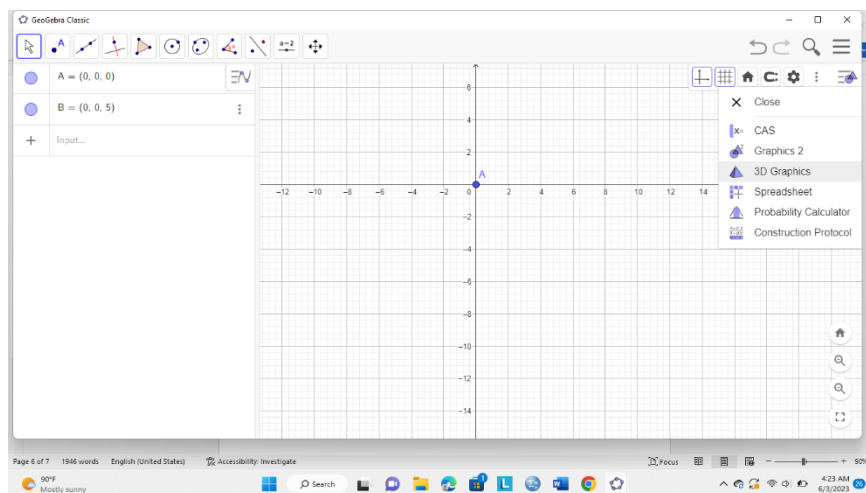 GeoGebra Classic
A
a=2
A = (0, 0, 0)
B = (0, 0, 5)
Input...
6
4
2
A
−12 −10 −8 −6 −4 −2 0 2 4 6 8 10 12 14
−2
−4
−6
−8
−10
−12
−14
Close
x= CAS
2 Graphics 2
3D Graphics
Spreadsheet
Probability Calculator
Construction Protocol
Page 6 of 7 1946 words English (United States) Accessibility: Investigate Focus 90%
90°F
Mostly sunny
Search
L
4:23 AM
6/3/2023